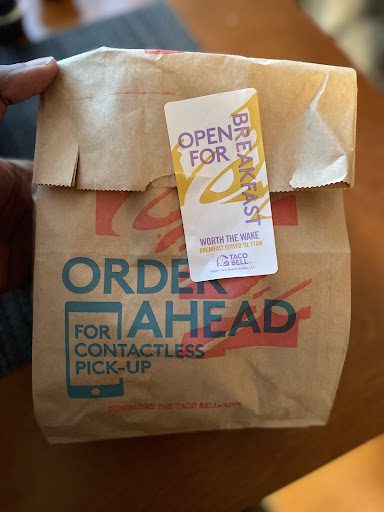 OPEN
FOR
BREAKFAST
WORTH THE WAKE
BREAKFAST SERVED TIL 11AM
TACO
BELL
ORDER
AHEAD
FOR
CONTACTLESS
PICK-UP
DOWNLOAD THE TACO BELL APP